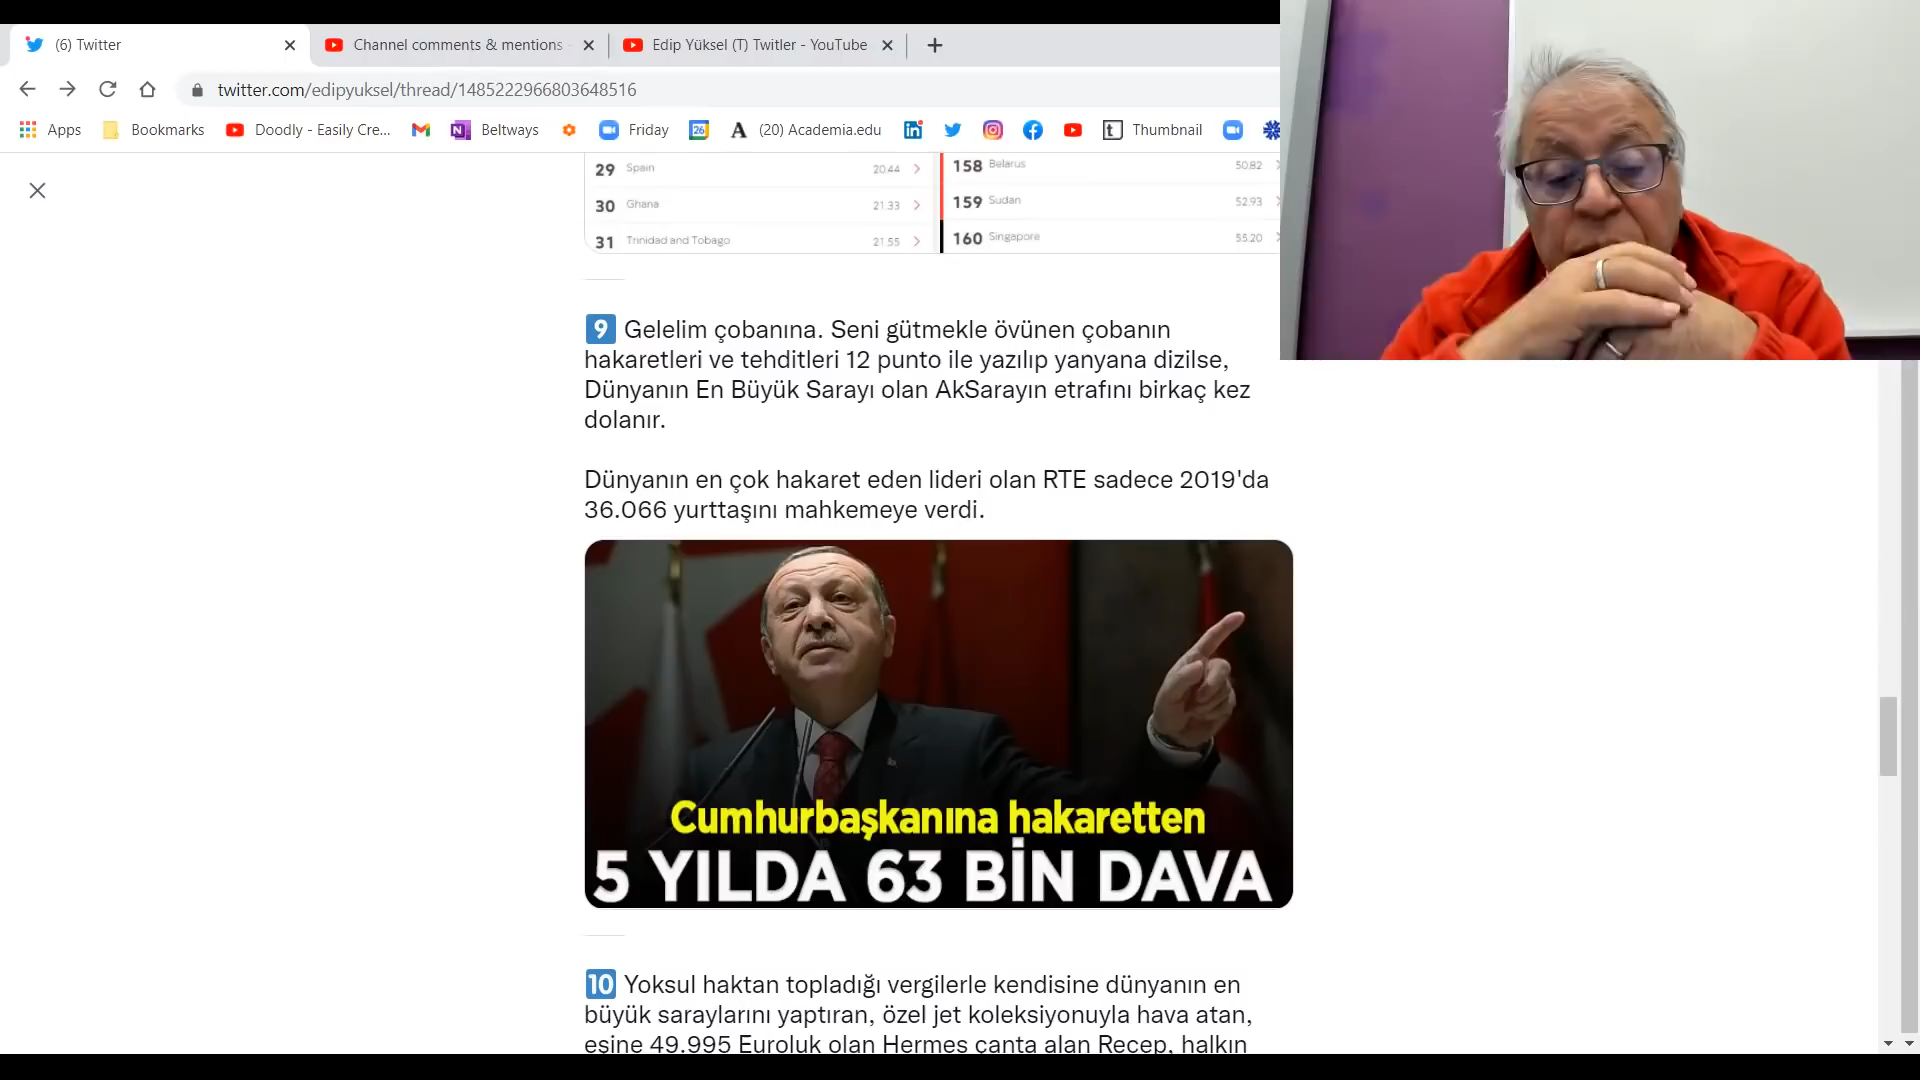 (6) Twitter
Channel comments & mentions
Edip Yüksel (T) Twitler - YouTube
twitter.com/edipyuksel/thread/1485222966803648516
Apps
Bookmarks
Doodly - Easily Cre...
Beltways
Friday
26
(20) Academia.edu
Thumbnail
29 Spain 20.44
158 Belarus 50.82
30 Ghana 21.33
159 Sudan 52.93
31 Trinidad and Tobago 21.55
160 Singapore 55.20
9 Gelelim çobanına. Seni gütmekle övünen çobanın
hakaretleri ve tehditleri 12 punto ile yazılıp yanyana dizilse,
Dünyanın En Büyük Sarayı olan AkSarayın etrafını birkaç kez
dolanır.
Dünyanın en çok hakaret eden lideri olan RTE sadece 2019'da
36.066 yurttaşını mahkemeye verdi.
Cumhurbaşkanına hakaretten
5 YILDA 63 BİN DAVA
10 Yoksul haktan topladığı vergilerle kendisine dünyanın en
büyük saraylarını yaptıran, özel jet koleksiyonuyla hava atan,
eşine 49.995 Euroluk olan Hermes çanta alan Recep, halkın